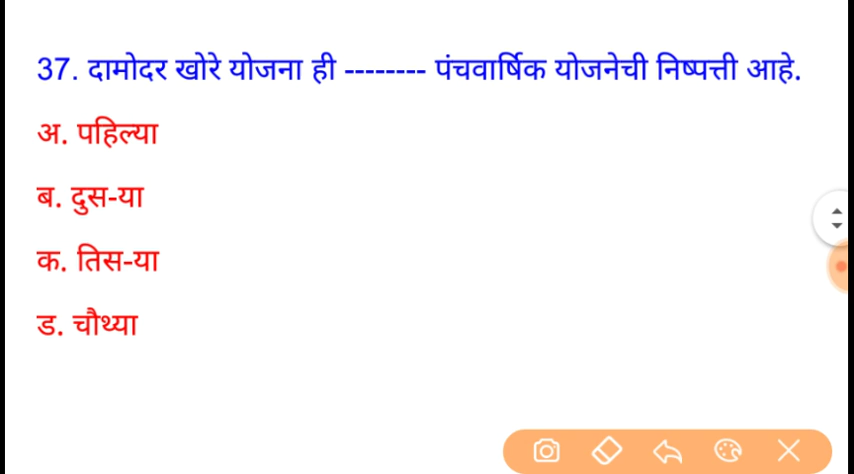 37. दामोदर खोरे योजना ही -------- पंचवार्षिक योजनेची निष्पत्ती आहे.
अ. पहिल्या
ब. दुस-या
क. तिस-या
ड. चौथ्या